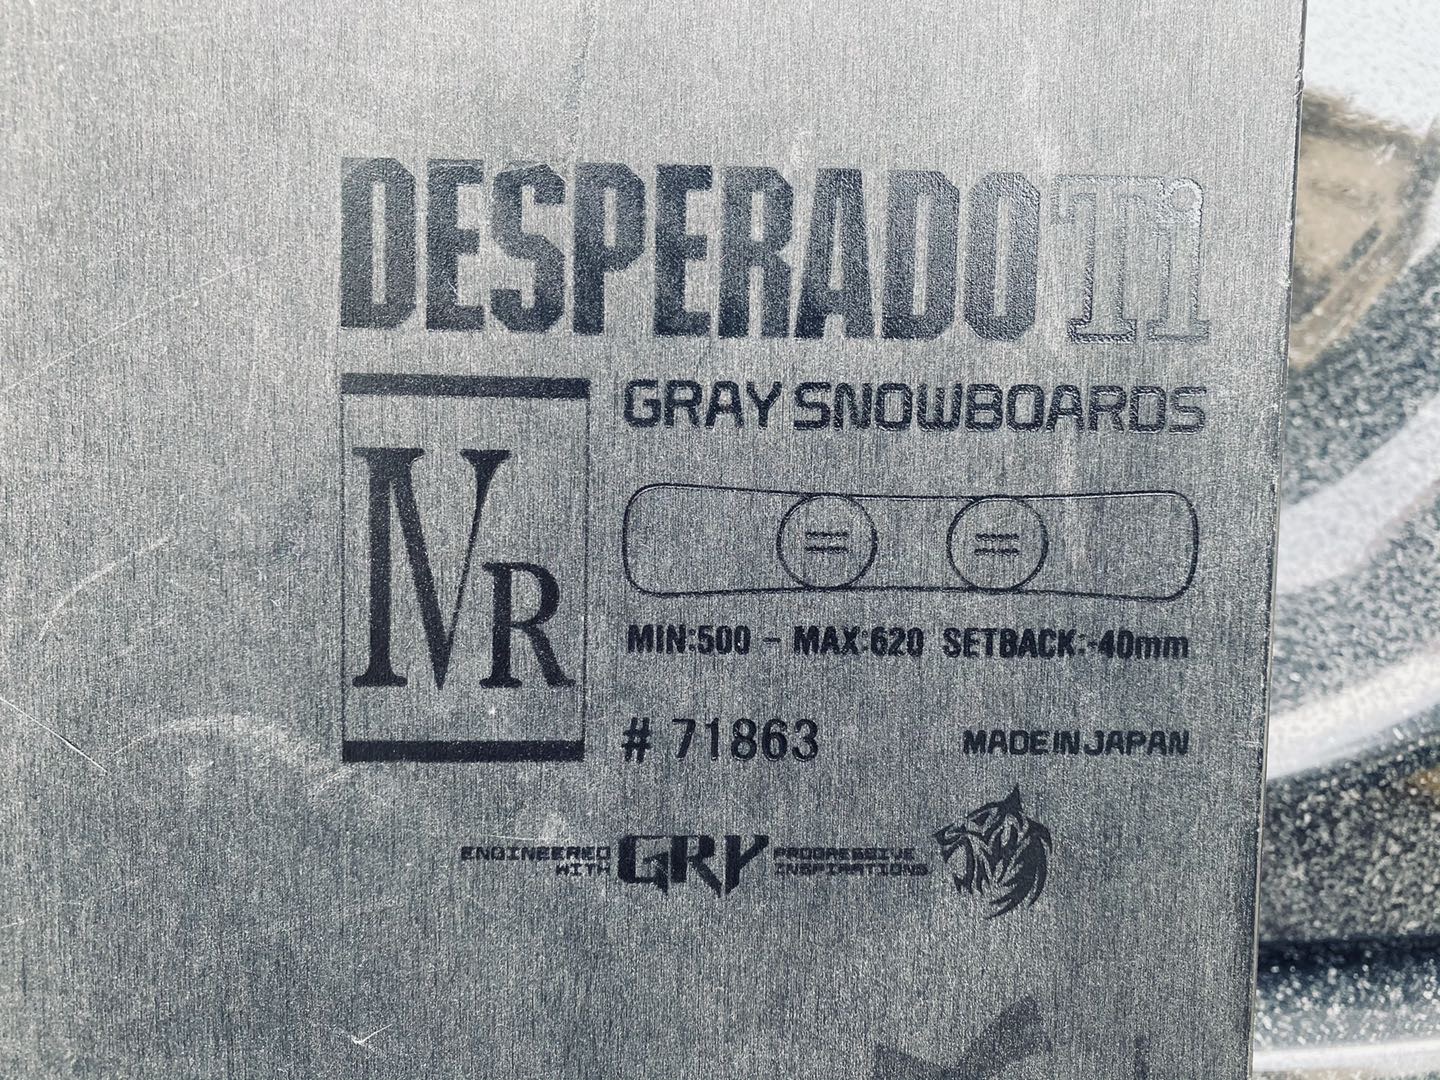 DESPERADO Ti
GRAY SNOWBOARDS
IVR
MIN:500 - MAX:620 SETBACK:-40mm
# 71863
MADE IN JAPAN
ENGINEERED WITH GRY PROGRESSIVE INSPIRATIONS